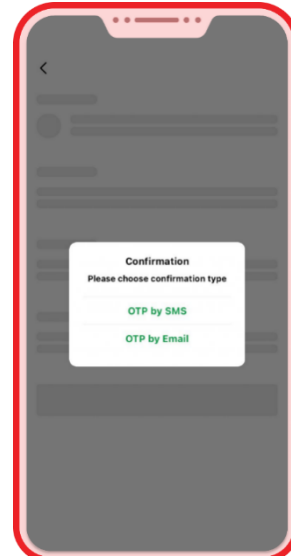 Confirmation
Please choose confirmation type
OTP by SMS
OTP by Email